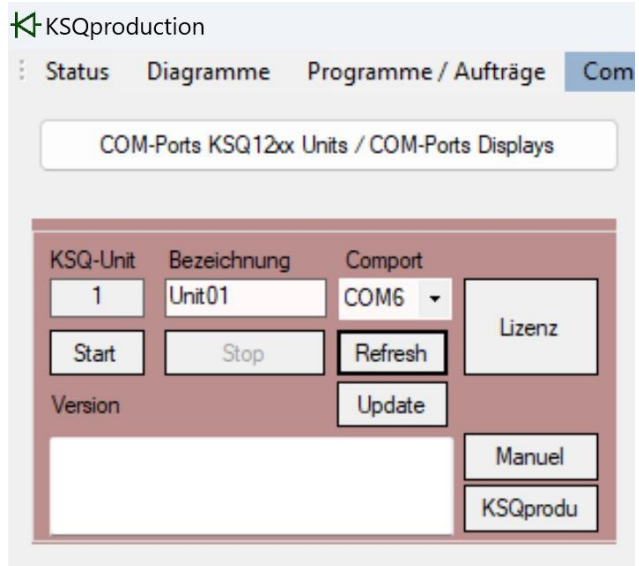 KSQproduction
Status Diagramme Programme / Aufträge Com
COM-Ports KSQ12xx Units / COM-Ports Displays
KSQ-Unit Bezeichnung Comport
1 Unit01 COM6
Lizenz
Start Stop Refresh
Version Update
Manuel
KSQprodu